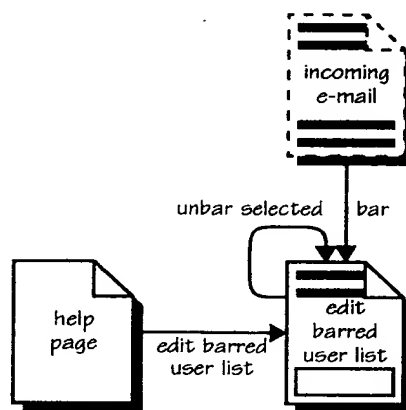 incoming
e-mail
unbar selected
bar
help
page
edit barred
user list
edit
barred
user list